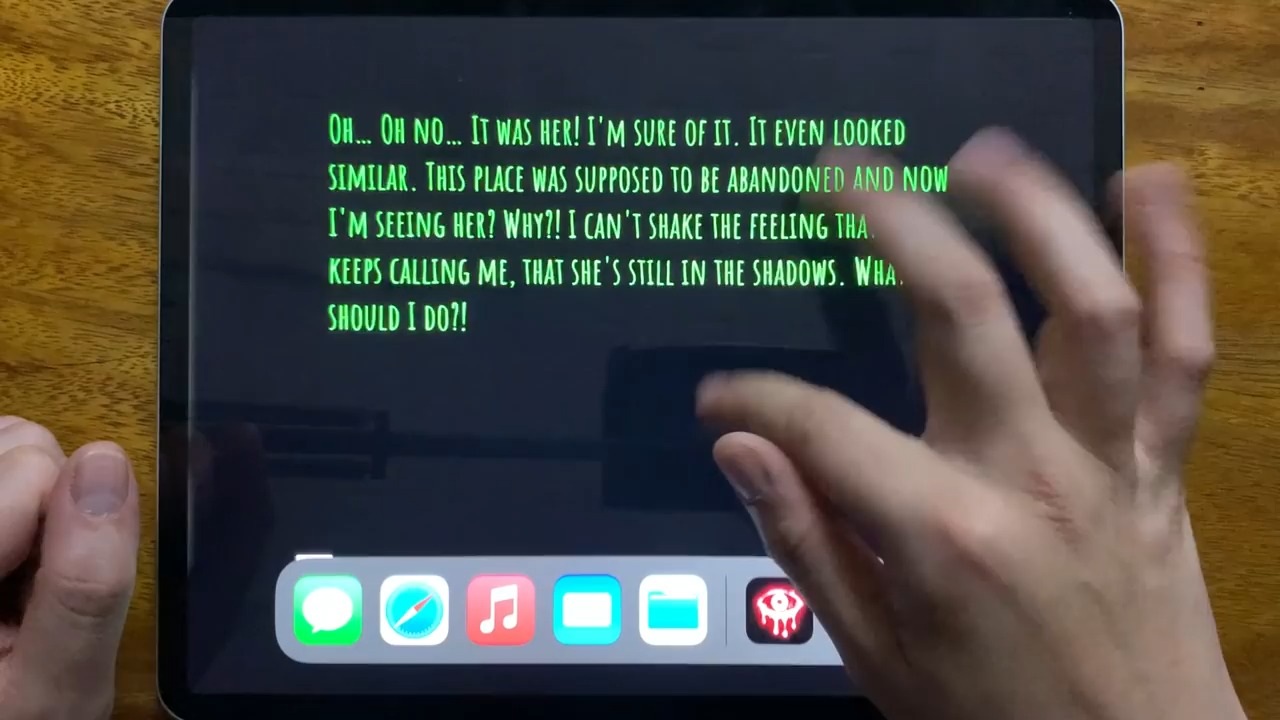 Oh... Oh no... It was her! I'm sure of it. It even looked
similar. This place was supposed to be abandoned and now
I'm seeing her? Why?! I can't shake the feeling
keeps calling me, that she's still in the shadows.
should I do?!